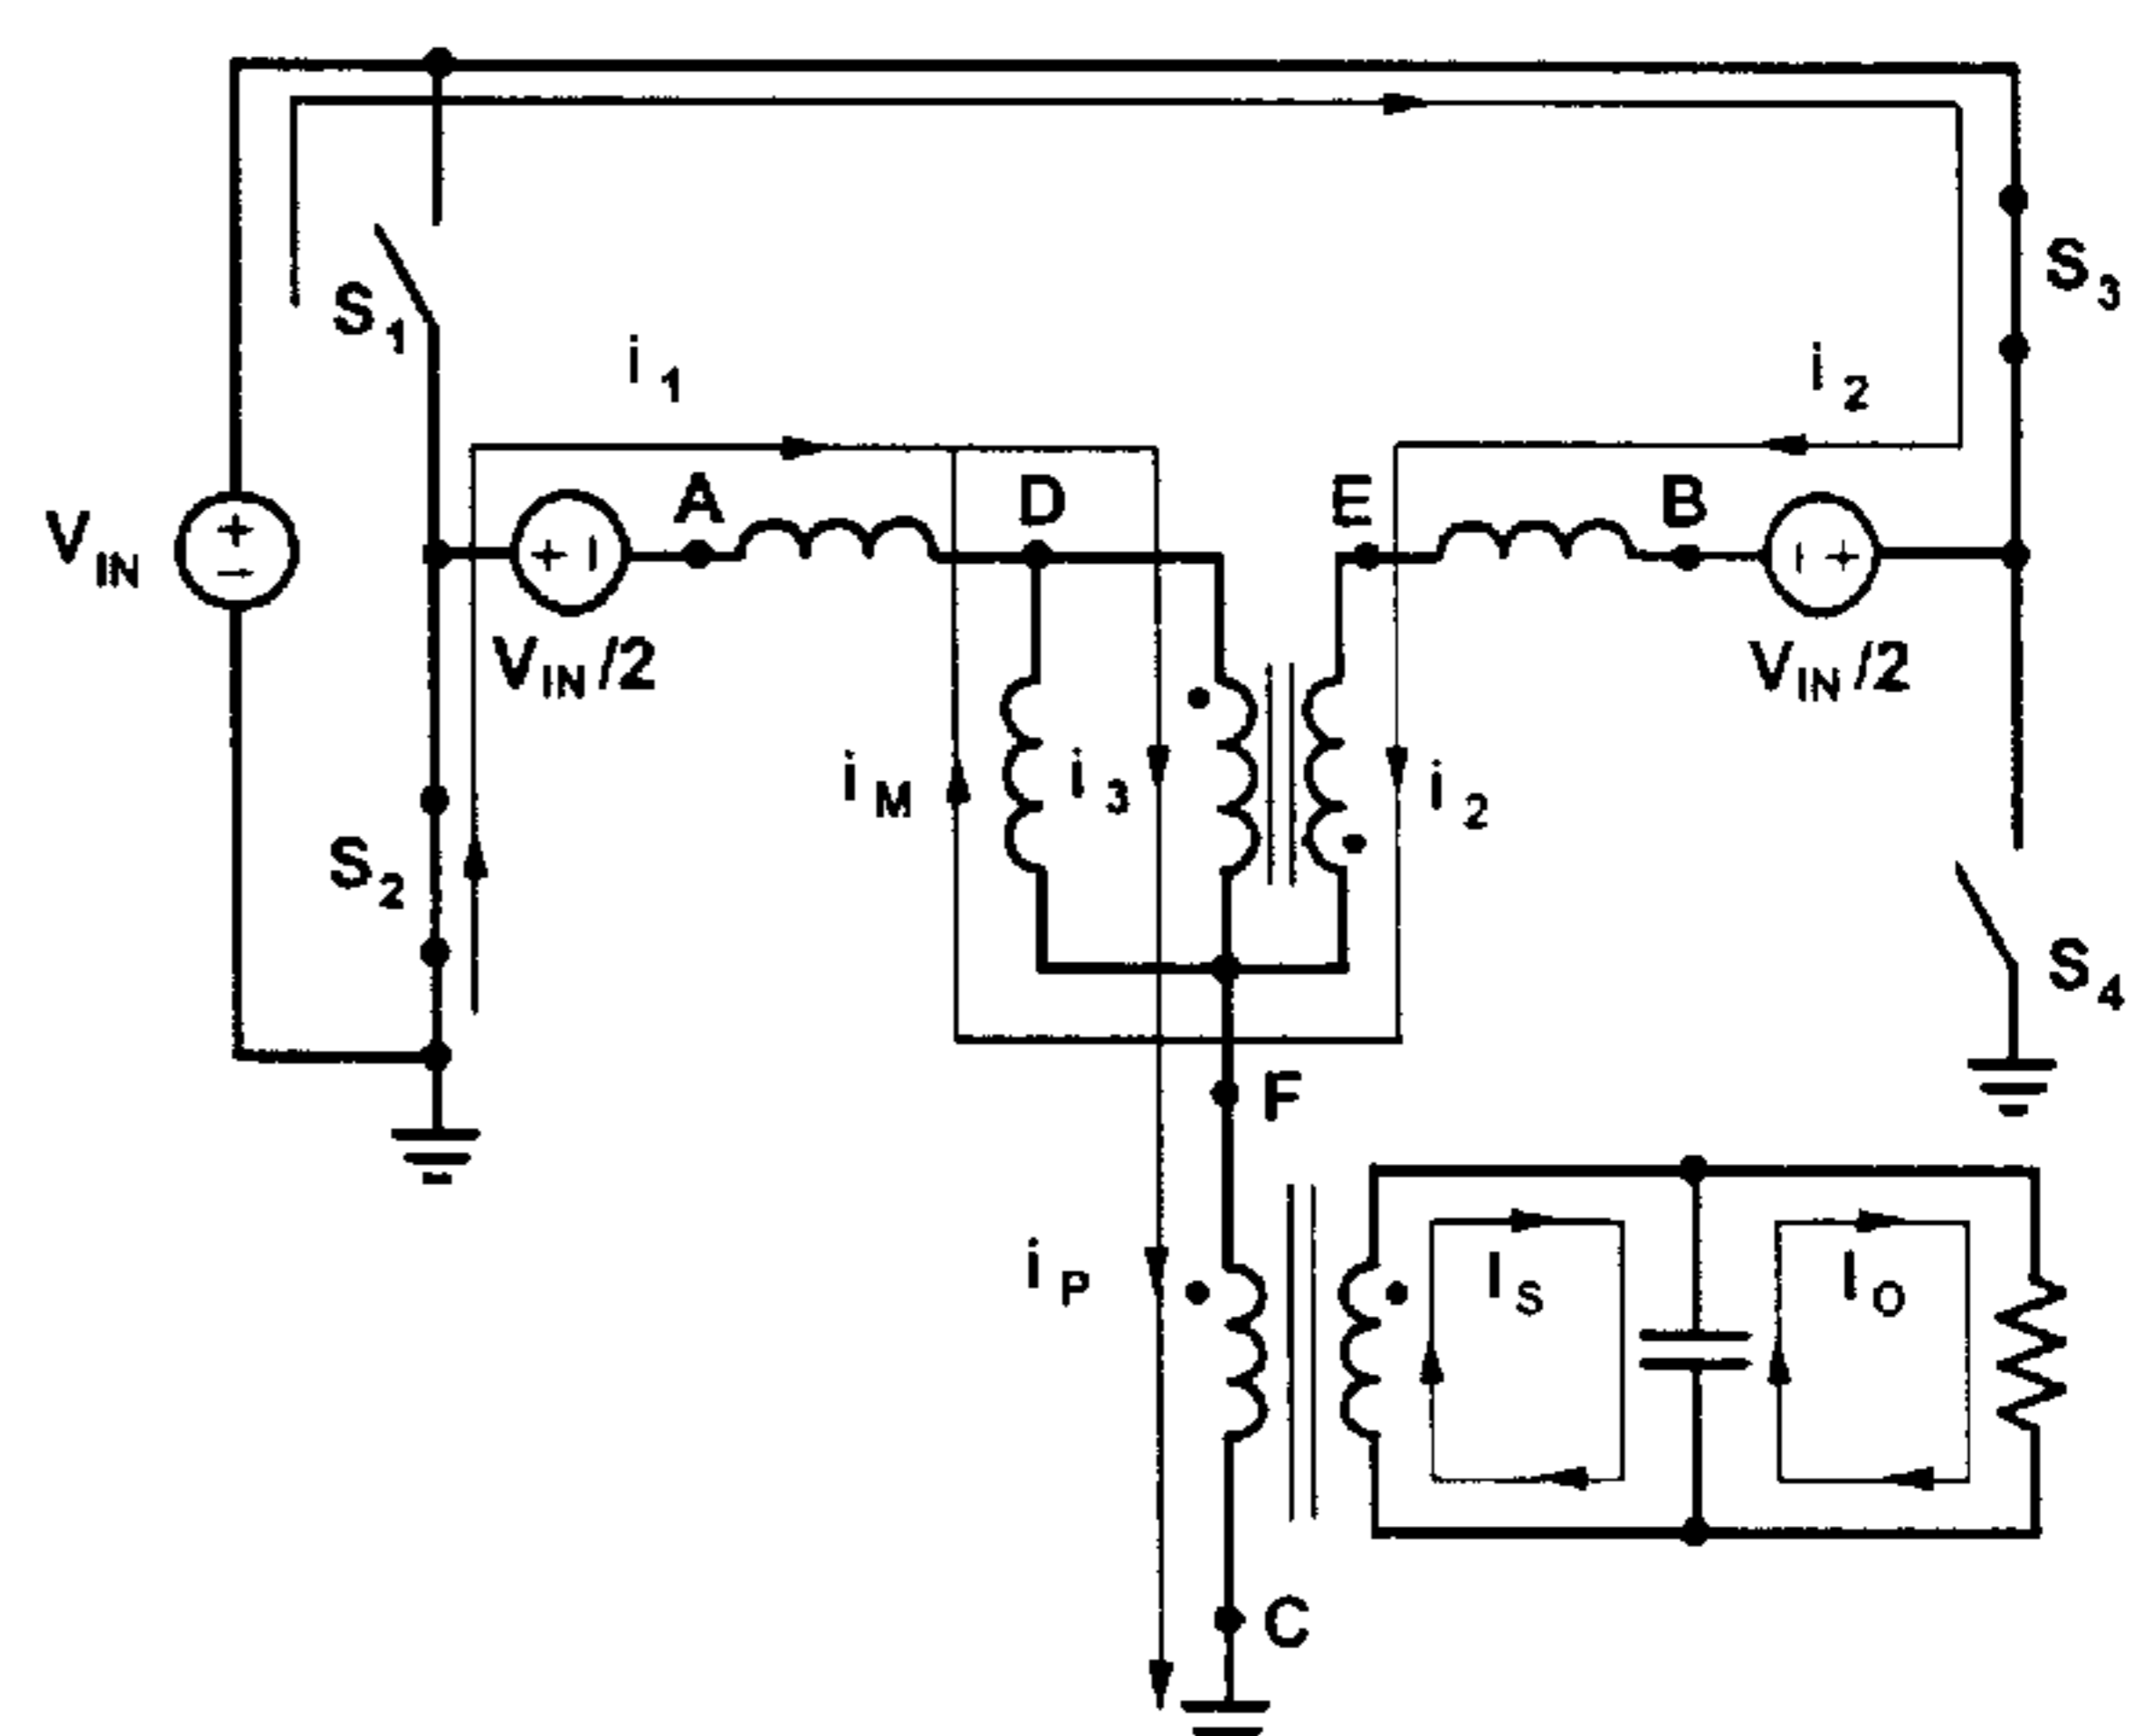 S3
S1
i1
i2
VIN
+
−
A
D
E
B
+ −
− +
VIN/2
VIN/2
iM
i3
i2
S2
S4
F
iP
IS
IO
C